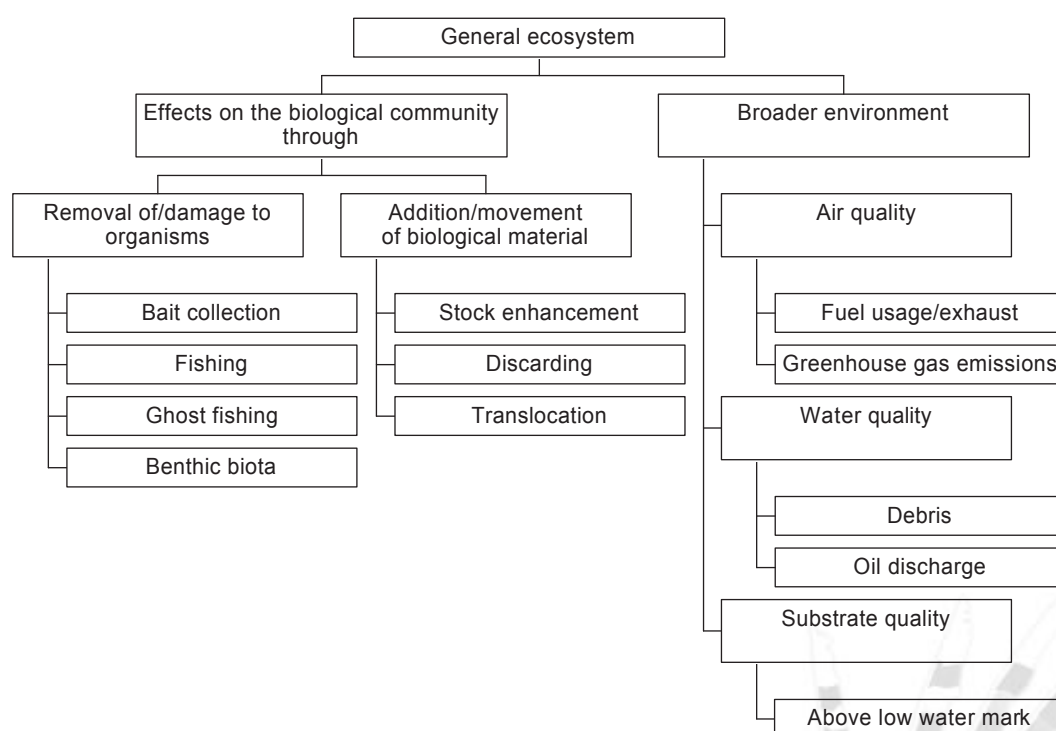 General ecosystem
Effects on the biological community
through
Removal of/damage to
organisms
Bait collection
Fishing
Ghost fishing
Benthic biota
Addition/movement
of biological material
Stock enhancement
Discarding
Translocation
Broader environment
Air quality
Fuel usage/exhaust
Greenhouse gas emissions
Water quality
Debris
Oil discharge
Substrate quality
Above low water mark